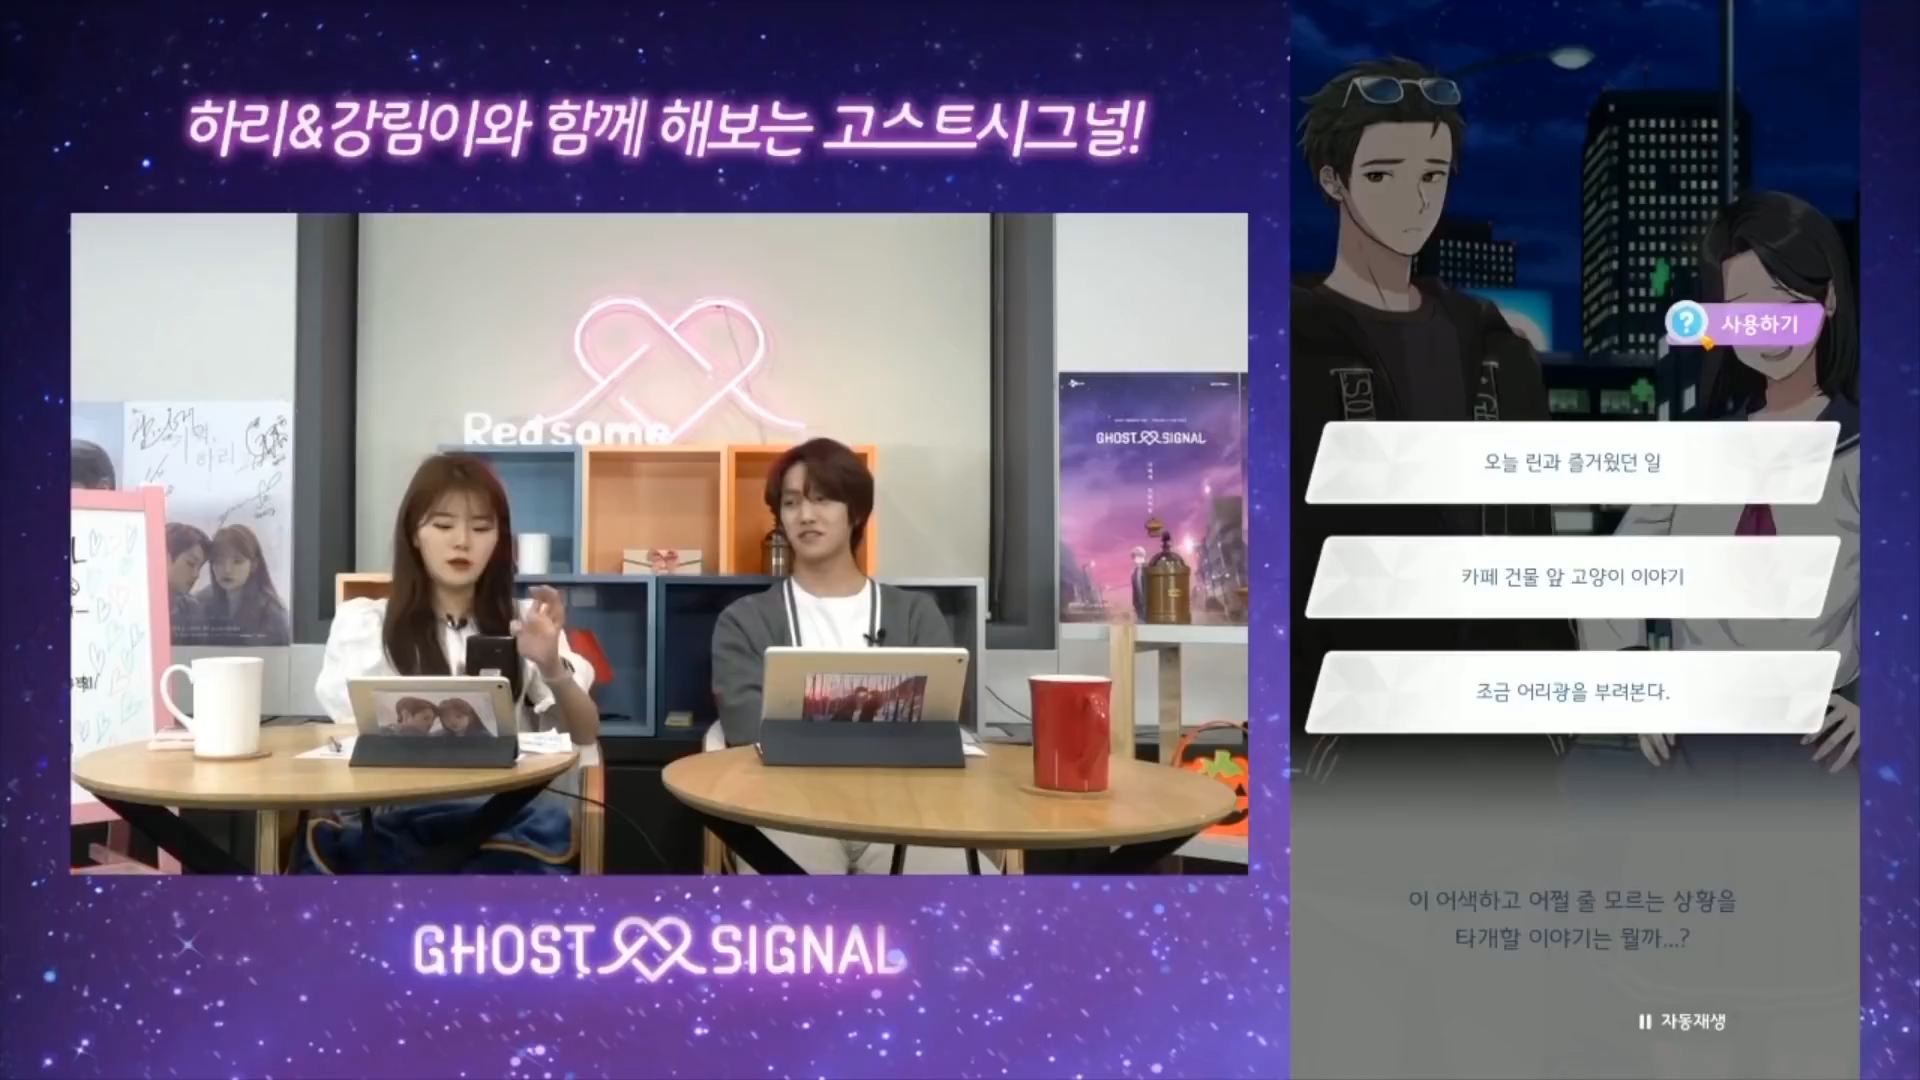 하리&강림이와 함께 해보는 고스트시그널!
Redsome
GHOST SIGNAL
GHOST SIGNAL
사용하기
오늘 린과 즐거웠던 일
카페 건물 앞 고양이 이야기
조금 어리광을 부려본다.
이 어색하고 어쩔 줄 모르는 상황을
타개할 이야기는 뭘까...?
자동재생